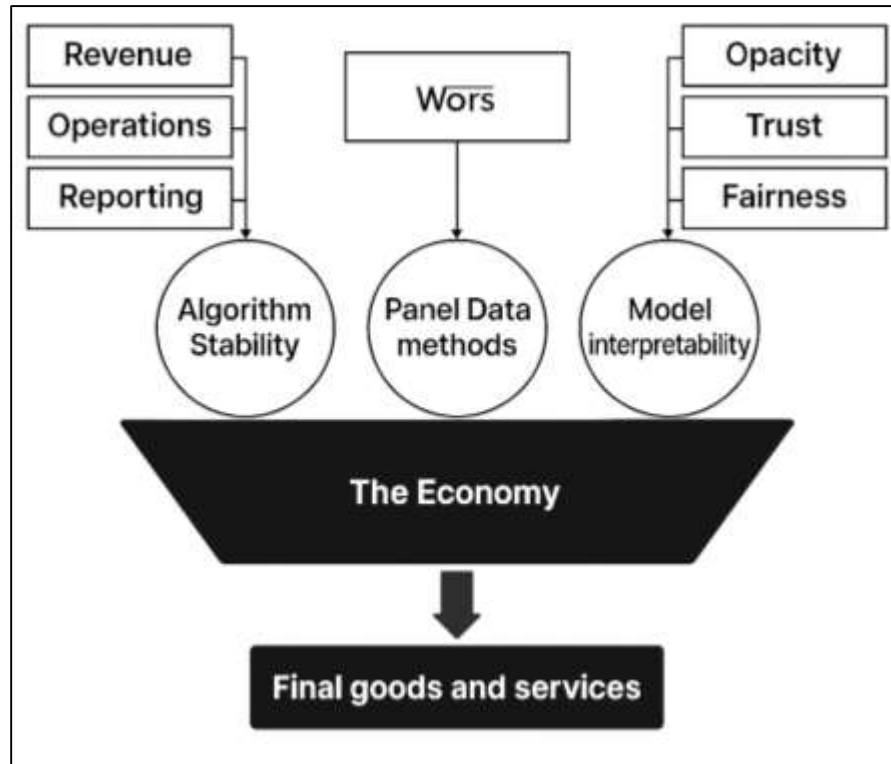 Revenue
Operations
Reporting
Wors
Opacity
Trust
Fairness
Algorithm
Stability
Panel Data
methods
Model
interpretability
The Economy
Final goods and services